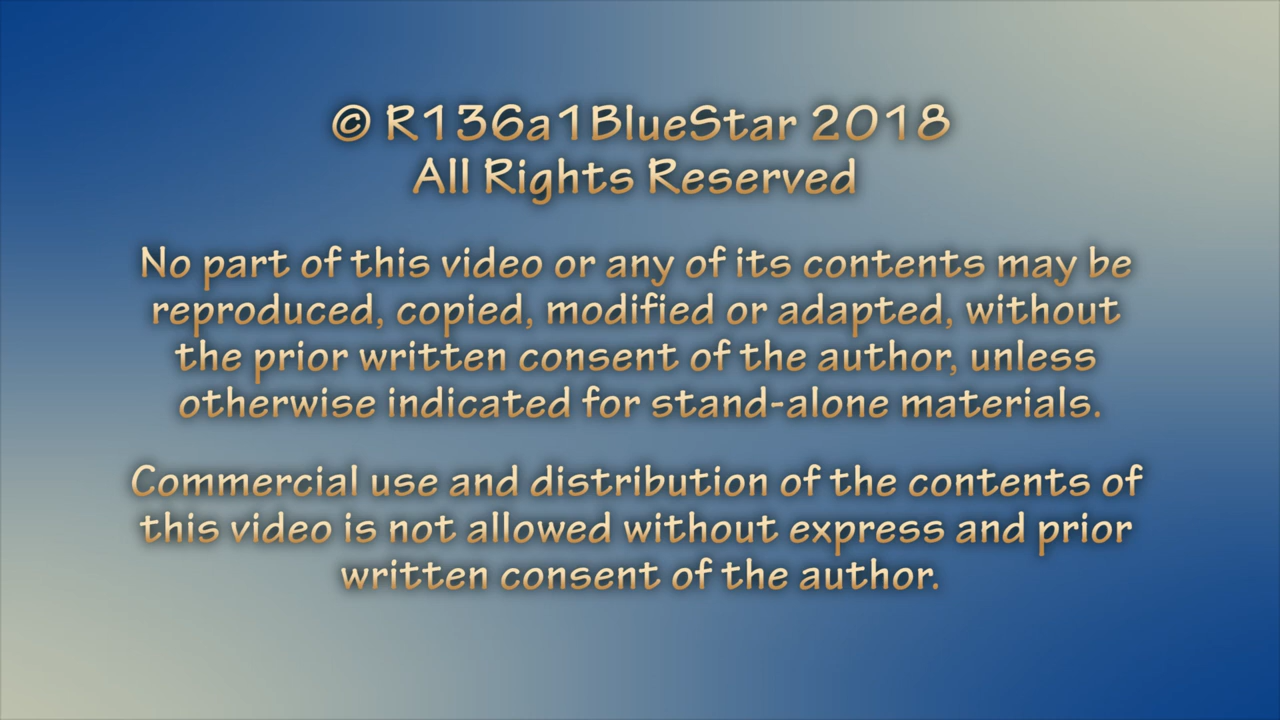 © R136a1BlueStar 2018
All Rights Reserved
No part of this video or any of its contents may be
reproduced, copied, modified or adapted, without
the prior written consent of the author, unless
otherwise indicated for stand-alone materials.
Commercial use and distribution of the contents of
this video is not allowed without express and prior
written consent of the author.